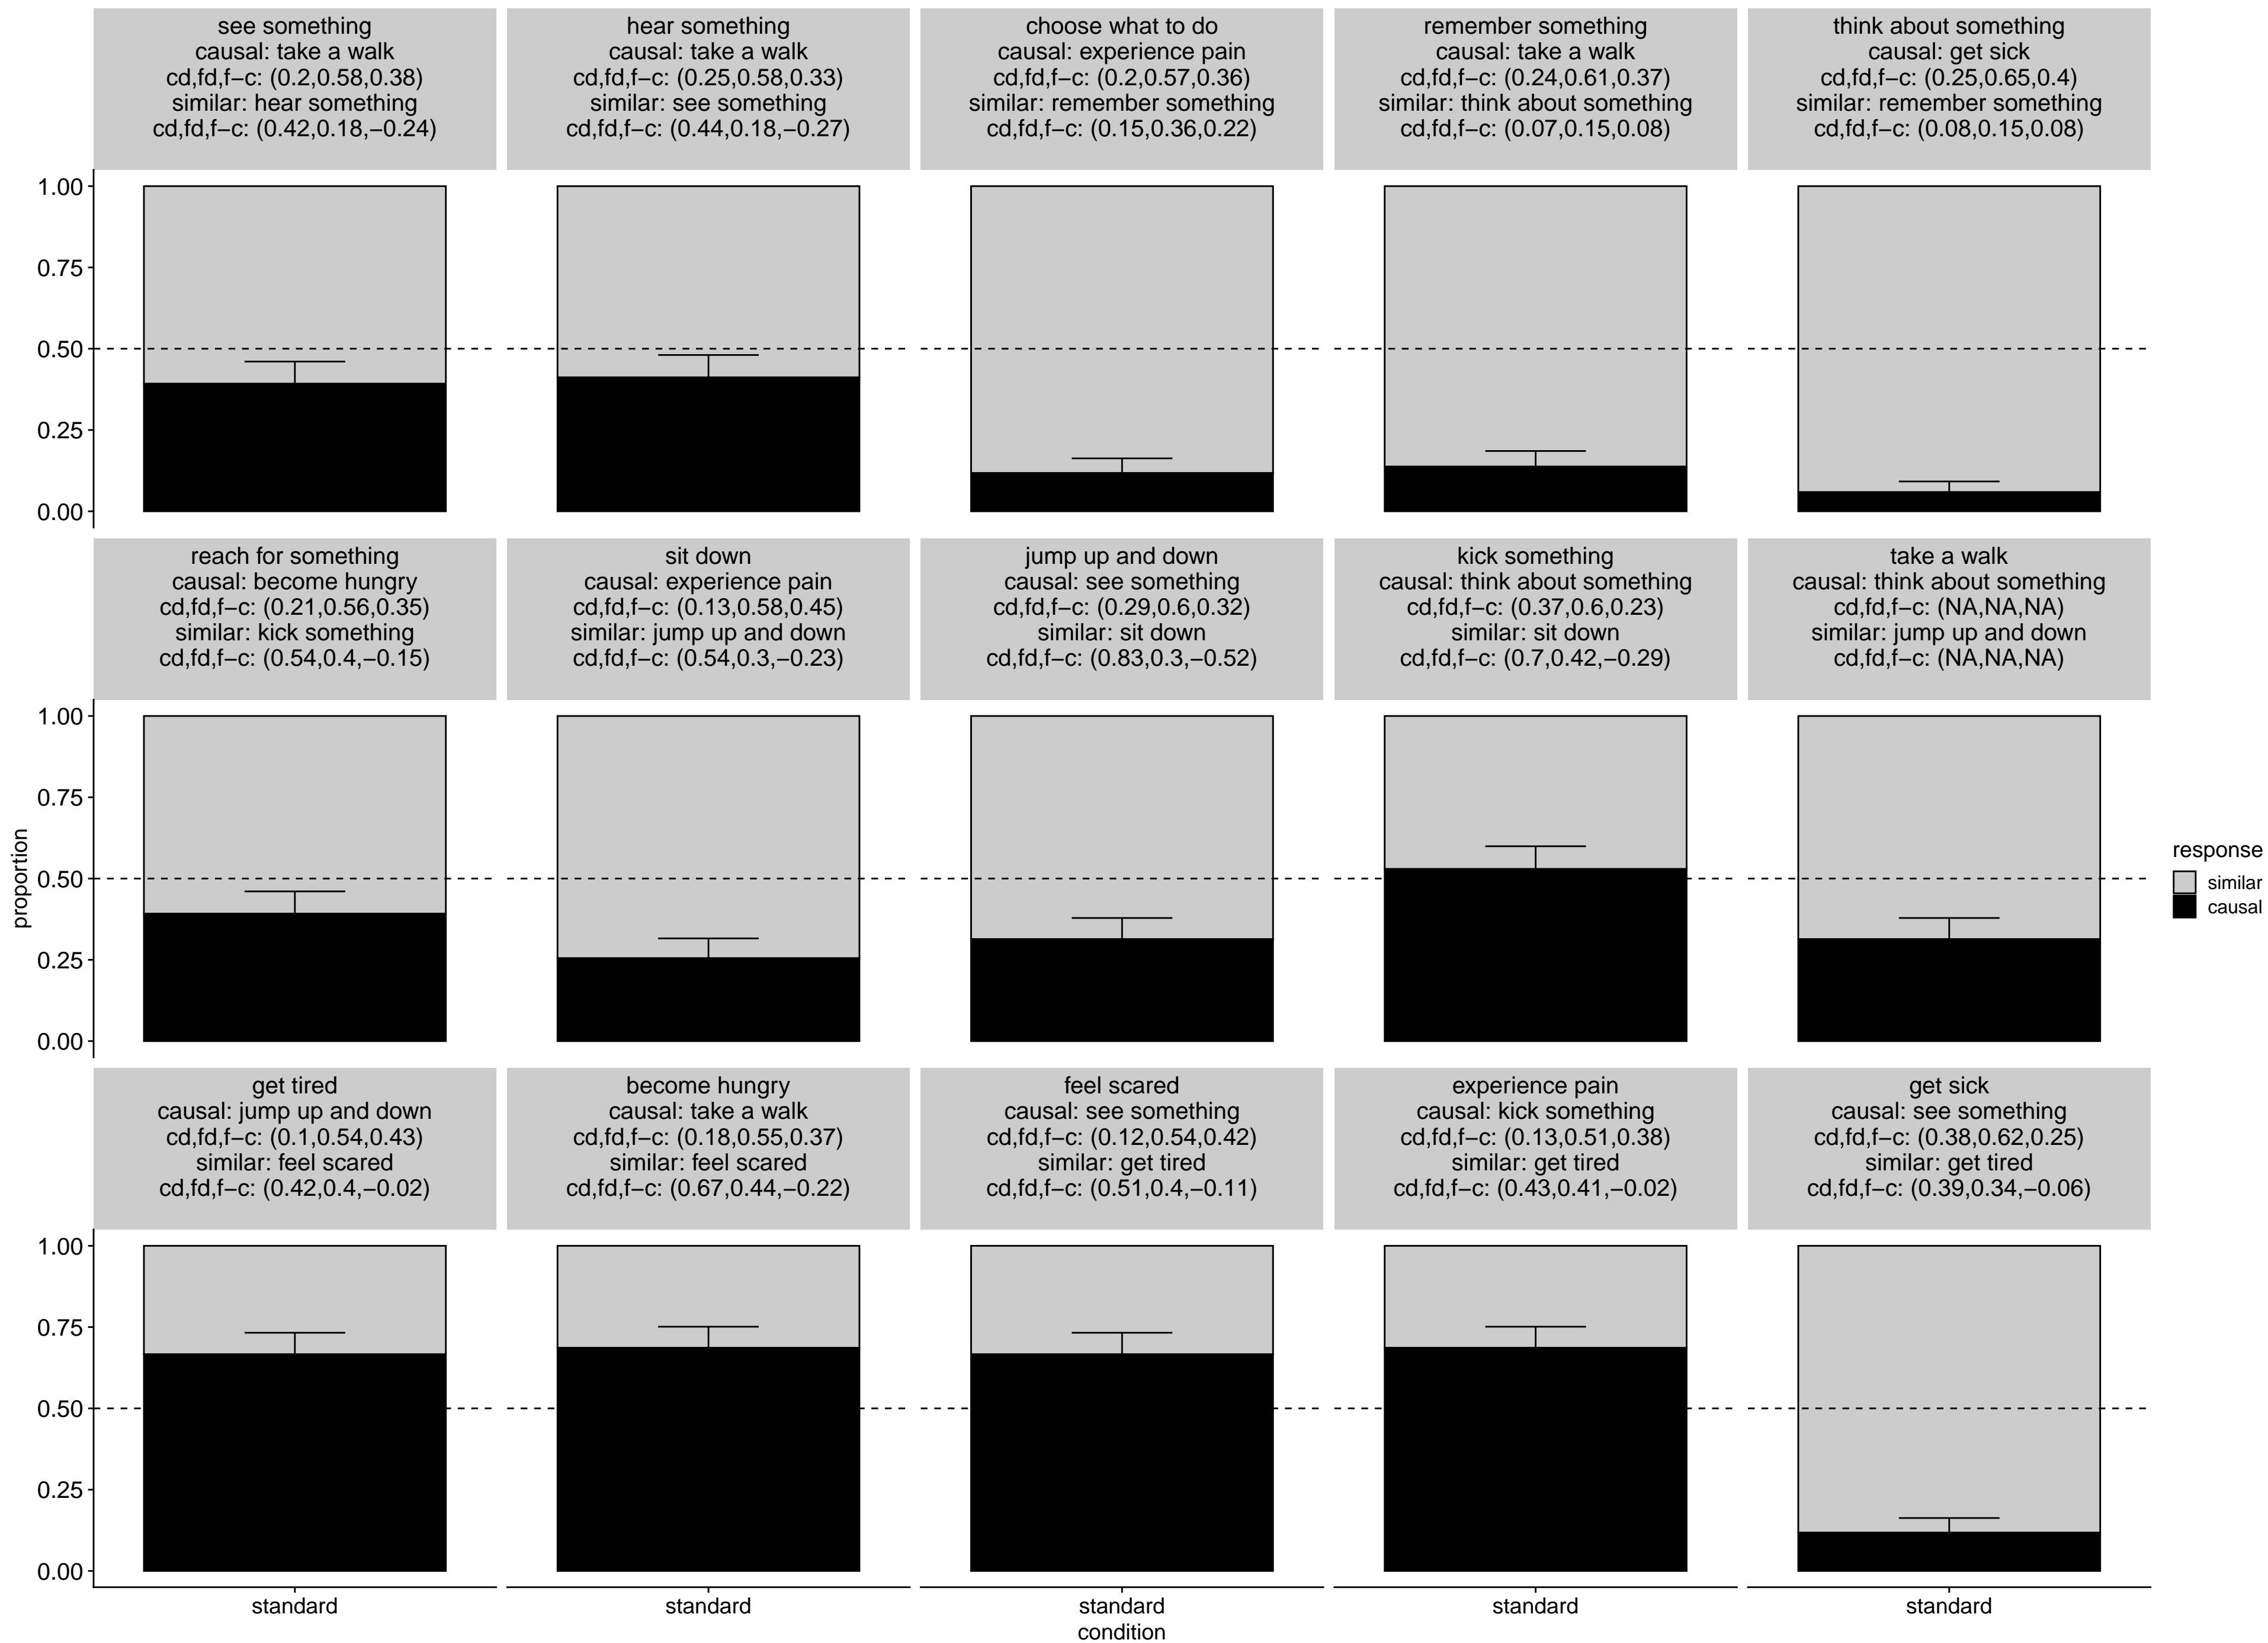 see something
causal: take a walk
cd,fd,f−c: (0.2,0.58,0.38)
similar: hear something
cd,fd,f−c: (0.42,0.18,−0.24)
hear something
causal: take a walk
cd,fd,f−c: (0.25,0.58,0.33)
similar: see something
cd,fd,f−c: (0.44,0.18,−0.27)
choose what to do
causal: experience pain
cd,fd,f−c: (0.2,0.57,0.36)
similar: remember something
cd,fd,f−c: (0.15,0.36,0.22)
remember something
causal: take a walk
cd,fd,f−c: (0.24,0.61,0.37)
similar: think about something
cd,fd,f−c: (0.07,0.15,0.08)
think about something
causal: get sick
cd,fd,f−c: (0.25,0.65,0.4)
similar: remember something
cd,fd,f−c: (0.08,0.15,0.08)
1.00
0.75
0.50
0.25
0.00
reach for something
causal: become hungry
cd,fd,f−c: (0.21,0.56,0.35)
similar: kick something
cd,fd,f−c: (0.54,0.4,−0.15)
sit down
causal: experience pain
cd,fd,f−c: (0.13,0.58,0.45)
similar: jump up and down
cd,fd,f−c: (0.54,0.3,−0.23)
jump up and down
causal: see something
cd,fd,f−c: (0.29,0.6,0.32)
similar: sit down
cd,fd,f−c: (0.83,0.3,−0.52)
kick something
causal: think about something
cd,fd,f−c: (0.37,0.6,0.23)
similar: sit down
cd,fd,f−c: (0.7,0.42,−0.29)
take a walk
causal: think about something
cd,fd,f−c: (NA,NA,NA)
similar: jump up and down
cd,fd,f−c: (NA,NA,NA)
1.00
0.75
0.50
0.25
0.00
proportion
response
similar
causal
get tired
causal: jump up and down
cd,fd,f−c: (0.1,0.54,0.43)
similar: feel scared
cd,fd,f−c: (0.42,0.4,−0.02)
become hungry
causal: take a walk
cd,fd,f−c: (0.18,0.55,0.37)
similar: feel scared
cd,fd,f−c: (0.67,0.44,−0.22)
feel scared
causal: see something
cd,fd,f−c: (0.12,0.54,0.42)
similar: get tired
cd,fd,f−c: (0.51,0.4,−0.11)
experience pain
causal: kick something
cd,fd,f−c: (0.13,0.51,0.38)
similar: get tired
cd,fd,f−c: (0.43,0.41,−0.02)
get sick
causal: see something
cd,fd,f−c: (0.38,0.62,0.25)
similar: get tired
cd,fd,f−c: (0.39,0.34,−0.06)
1.00
0.75
0.50
0.25
0.00
standard
standard
standard
standard
standard
condition